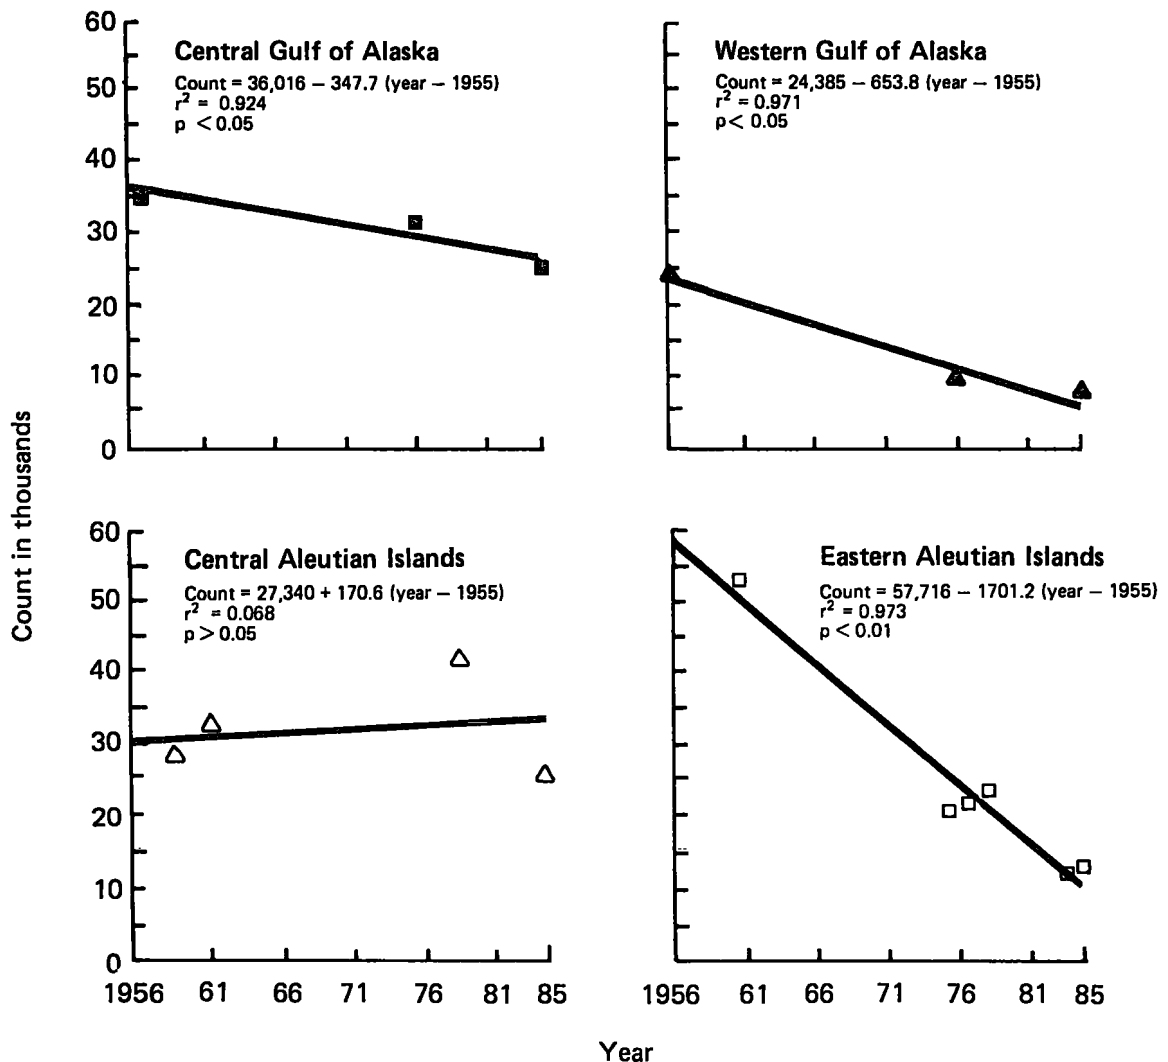 60
50
40
30
20
10
0
Central Gulf of Alaska
Count = 36,016 – 347.7 (year – 1955)
r² = 0.924
p < 0.05
Western Gulf of Alaska
Count = 24,385 – 653.8 (year – 1955)
r² = 0.971
p < 0.05
Count in thousands
60
50
40
30
20
10
0
Central Aleutian Islands
Count = 27,340 + 170.6 (year – 1955)
r² = 0.068
p > 0.05
1956 61 66 71 76 81 85
Eastern Aleutian Islands
Count = 57,716 – 1701.2 (year – 1955)
r² = 0.973
p < 0.01
1956 61 66 71 76 81 85
Year